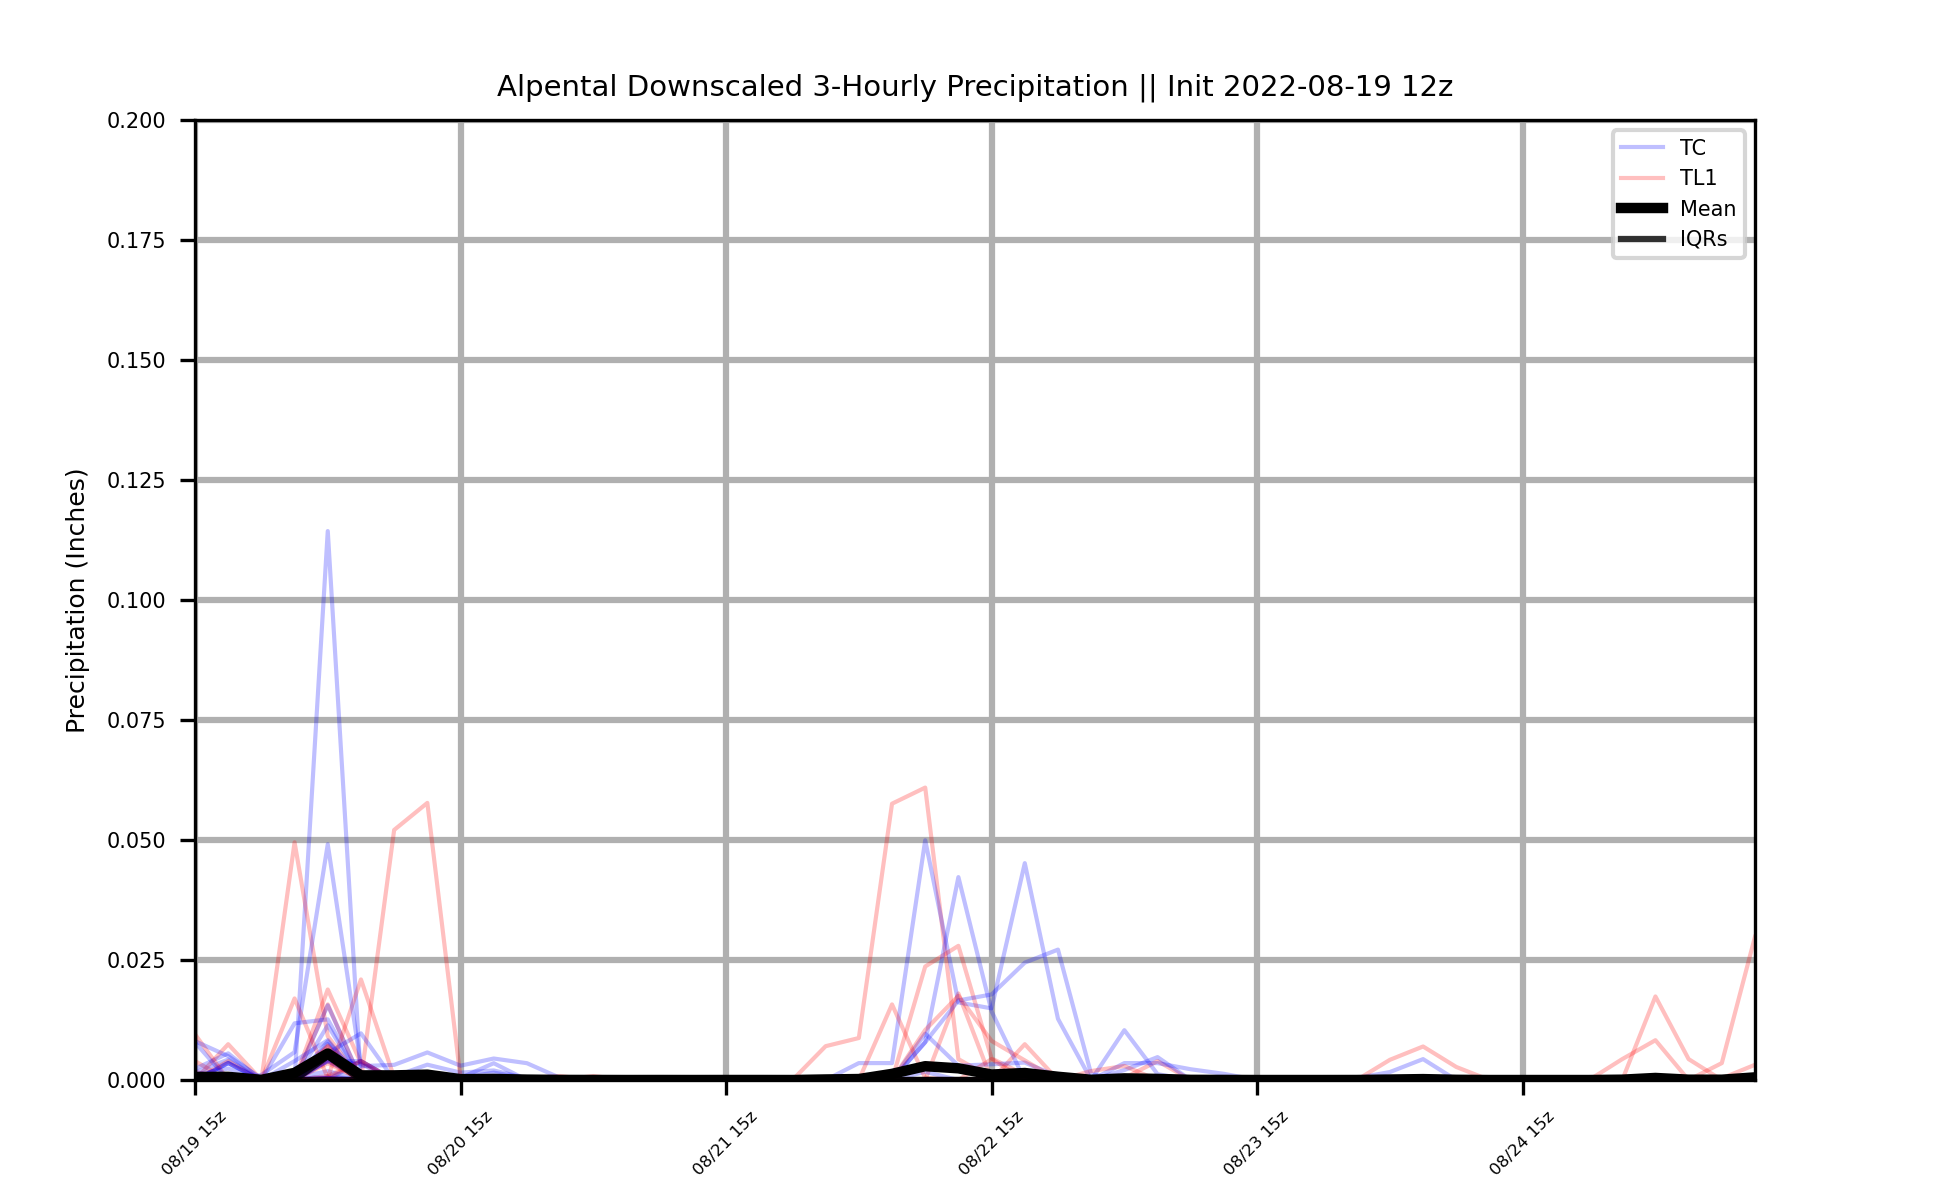 Alpental Downscaled 3-Hourly Precipitation || Init 2022-08-19 12z
TC
TL1
Mean
IQRs
Precipitation (Inches)
0.200
0.175
0.150
0.125
0.100
0.075
0.050
0.025
0.000
08/19 15z
08/20 15z
08/21 15z
08/22 15z
08/23 15z
08/24 15z